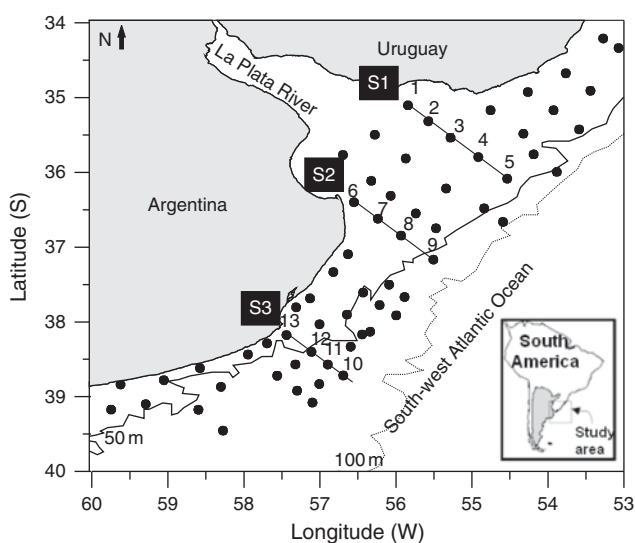 34
35
36
37
38
39
40
Latitude (S)
N
Uruguay
La Plata River
S1
1
2
3
4
5
S2
6
7
8
9
Argentina
S3
13
12
11
10
South-west Atlantic Ocean
50 m
100 m
South
America
Study
area
60
59
58
57
56
55
54
53
Longitude (W)